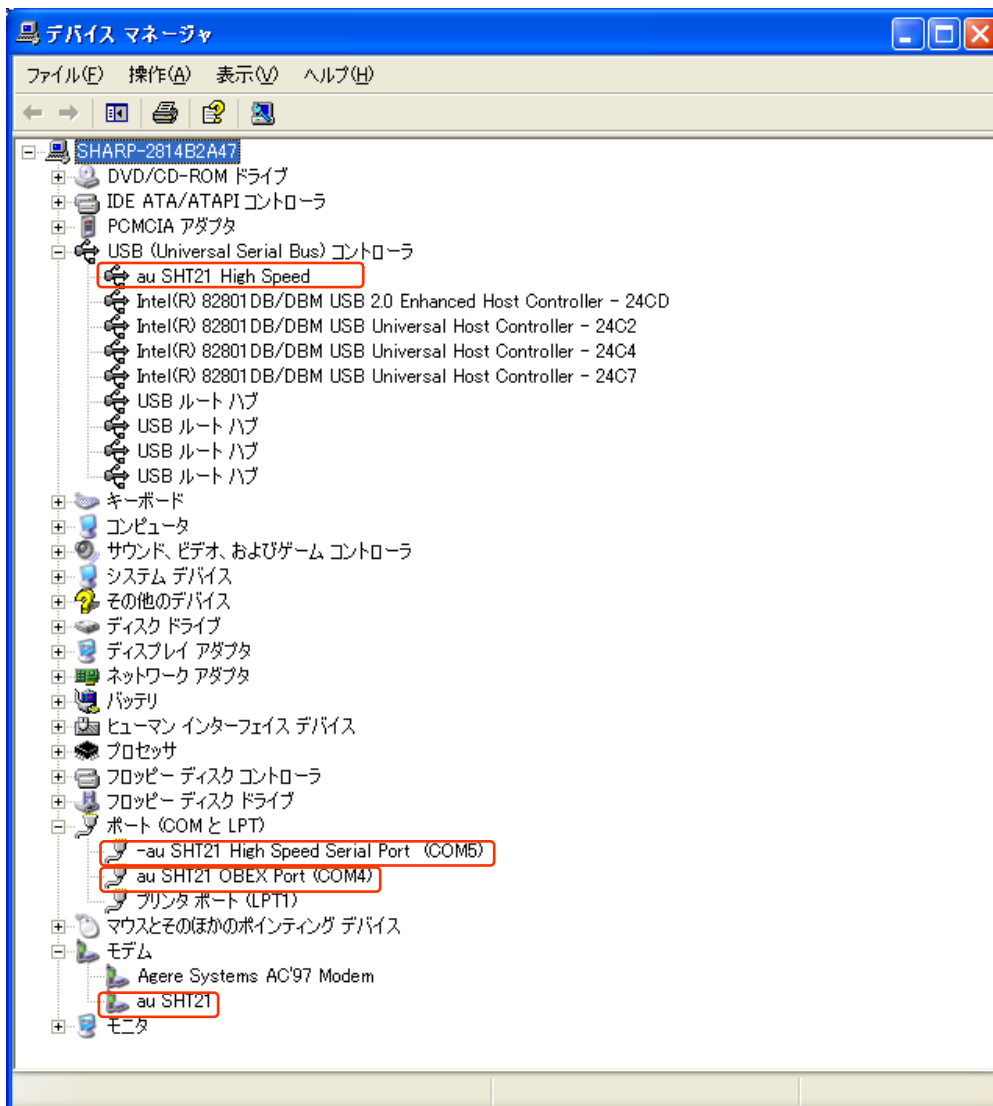 デバイス マネージャ
ファイル(F) 操作(A) 表示(V) ヘルプ(H)
SHARP-2814B2A47
DVD/CD-ROM ドライブ
IDE ATA/ATAPI コントローラ
PCMCIA アダプタ
USB (Universal Serial Bus) コントローラ
au SHT21 High Speed
Intel(R) 82801DB/DBM USB 2.0 Enhanced Host Controller - 24CD
Intel(R) 82801DB/DBM USB Universal Host Controller - 24C2
Intel(R) 82801DB/DBM USB Universal Host Controller - 24C4
Intel(R) 82801DB/DBM USB Universal Host Controller - 24C7
USB ルート ハブ
USB ルート ハブ
USB ルート ハブ
USB ルート ハブ
キーボード
コンピュータ
サウンド、ビデオ、およびゲーム コントローラ
システム デバイス
その他のデバイス
ディスク ドライブ
ディスプレイ アダプタ
ネットワーク アダプタ
バッテリ
ヒューマン インターフェイス デバイス
プロセッサ
フロッピー ディスク コントローラ
フロッピー ディスク ドライブ
ポート (COM と LPT)
-au SHT21 High Speed Serial Port (COM5)
au SHT21 OBEX Port (COM4)
プリンタ ポート (LPT1)
マウスとそのほかのポインティング デバイス
モデム
Agere Systems AC'97 Modem
au SHT21
モニタ